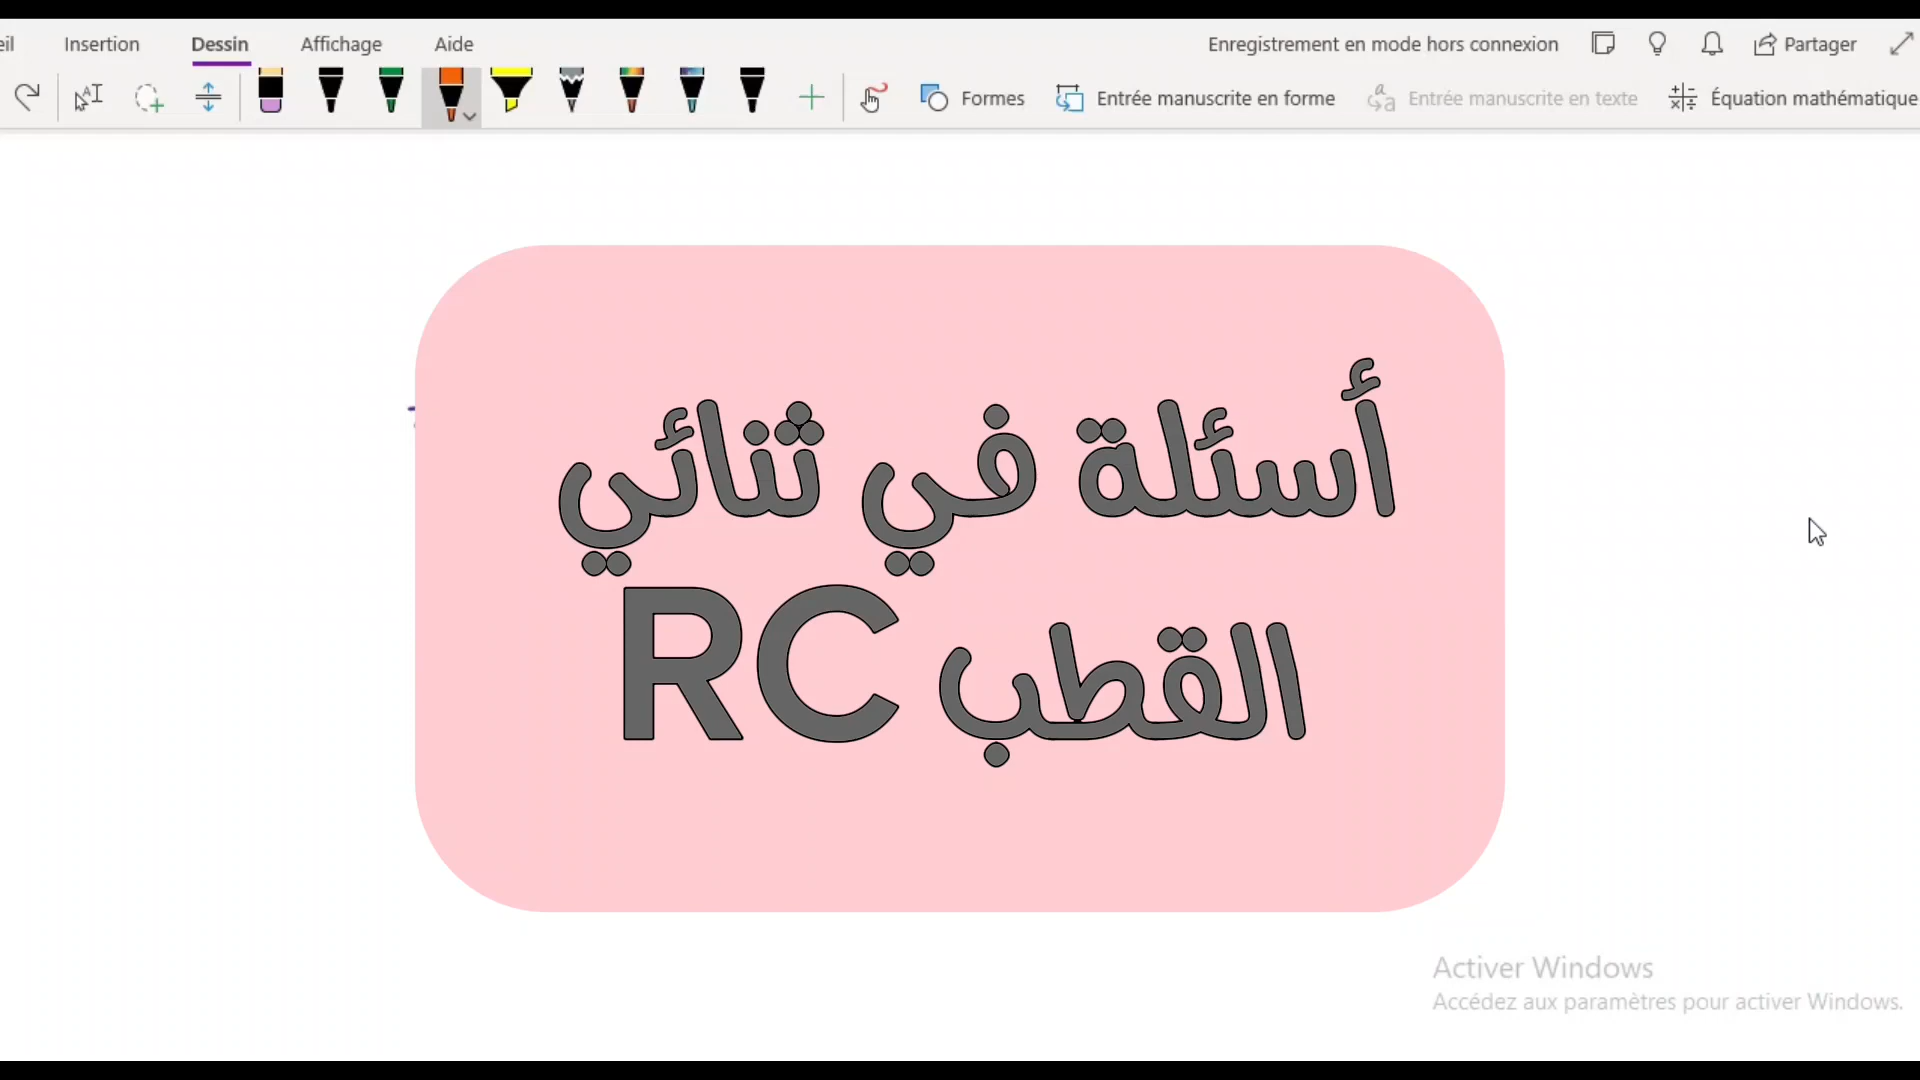 Insertion Dessin Affichage Aide Enregistrement en mode hors connexion Partager
Formes Entrée manuscrite en forme Entrée manuscrite en texte Équation mathématique
أسئلة في ثنائي
القطب RC
Activer Windows
Accédez aux paramètres pour activer Windows.